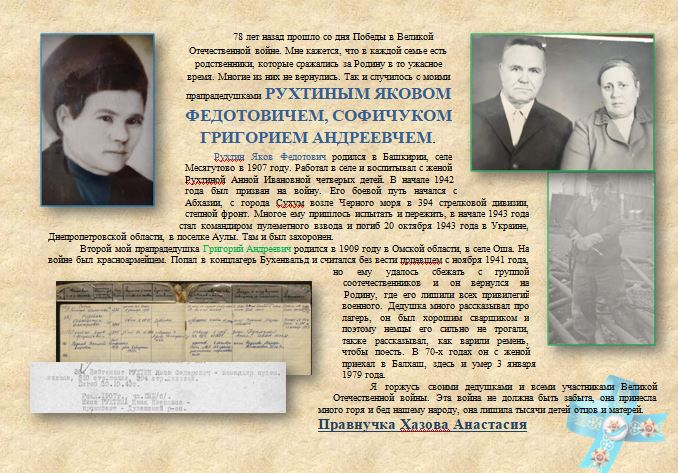 78 лет назад прошло со дня Победы в Великой
Отечественной войне. Мне кажется, что в каждой семье есть
родственники, которые сражались за Родину в то ужасное
время. Многие из них не вернулись. Так и случилось с моими
прапрадедушками РУХТИНЫМ ЯКОВОМ
ФЕДОТОВИЧЕМ, СОФИЧУКОМ
ГРИГОРИЕМ АНДРЕЕВЧЕМ.
Рухтин Яков Федотович родился в Башкирии, селе
Месягутово в 1907 году. Работал в селе и воспитывал с женой
Рухтиной Анной Ивановной четверых детей. В начале 1942
года был призван на войну. Его боевой путь начался с
Абхазии, с города Сухум возле Черного моря в 394 стрелковой дивизии,
степной фронт. Многое ему пришлось испытать и пережить, в начале 1943 года
стал командиром пулеметного взвода и погиб 20 октября 1943 года в Украине,
Днепропетровской области, в поселке Аулы. Там и был захоронен.
Второй мой прапрадедушка Григорий Андреевич родился в 1909 году в Омской области, в селе Оша. На
войне был красноармейцем. Попал в концлагерь Бухенвальд и считался без вести
с ноября 1941 года,
но ему удалось сбежать с группой
соотечественников и он вернулся на
Родину, где его лишили всех привилегий
военного. Дедушка много рассказывал про
лагерь, он был хорошим сварщиком и
поэтому немцы его сильно не трогали,
также рассказывал, как варили ремень,
чтобы поесть. В 70-х годах он с женой
приехал в Балхаш, здесь и умер 3 января
1979 года.
Я горжусь своими дедушками и всеми участниками Великой
Отечественной войны. Эта война не должна быть забыта, она принесла
много горя и бед нашему народу, она лишила тысячи детей отцов и матерей.
Правнучка Хазова Анастасия